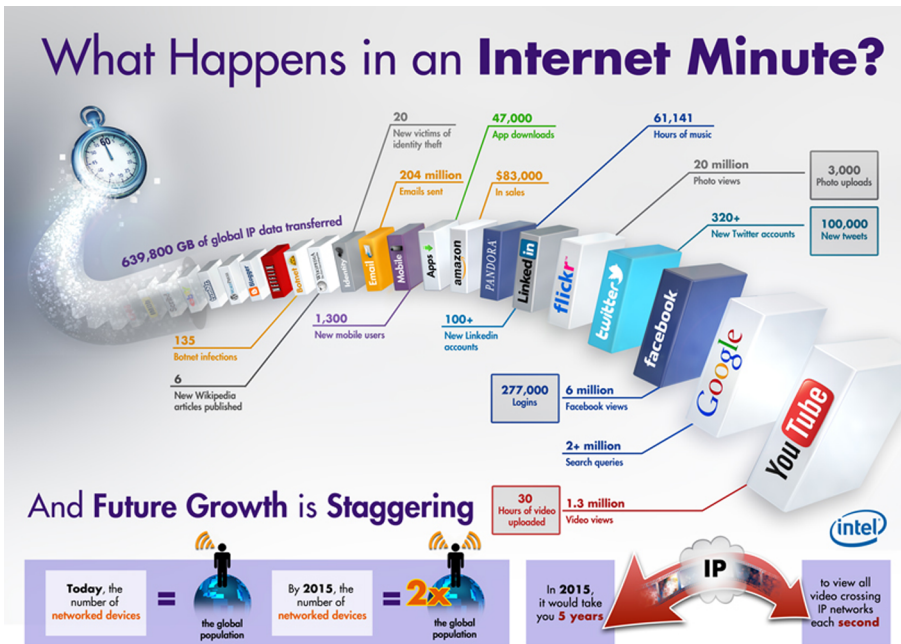 What Happens in an Internet Minute?
60
639,800 GB of global IP data transferred
20
New victims of
identity theft
47,000
App downloads
61,141
Hours of music
204 million
Emails sent
$83,000
In sales
20 million
Photo views
3,000
Photo uploads
320+
New Twitter accounts
100,000
New tweets
Blogger
Botnet
Identity
Email
Mobile
Apps
amazon
PANDORA
Linked in
flickr
twitter
facebook
Google
YouTube
135
Botnet infections
6
New Wikipedia
articles published
1,300
New mobile users
100+
New Linkedin
accounts
277,000
Logins
6 million
Facebook views
2+ million
Search queries
30
Hours of video
uploaded
1.3 million
Video views
And Future Growth is Staggering
intel
Today, the
number of
networked devices
=
the global
population
By 2015, the
number of
networked devices
=
2x
the global
population
In 2015,
it would take
you 5 years
IP
to view all
video crossing
IP networks
each second